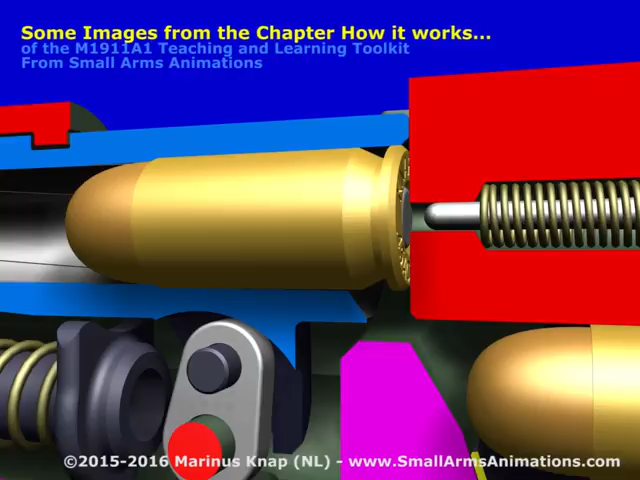 Some Images from the Chapter How it works...
of the M1911A1 Teaching and Learning Toolkit
From Small Arms Animations
©2015-2016 Marinus Knap (NL) - www.SmallArmsAnimations.com